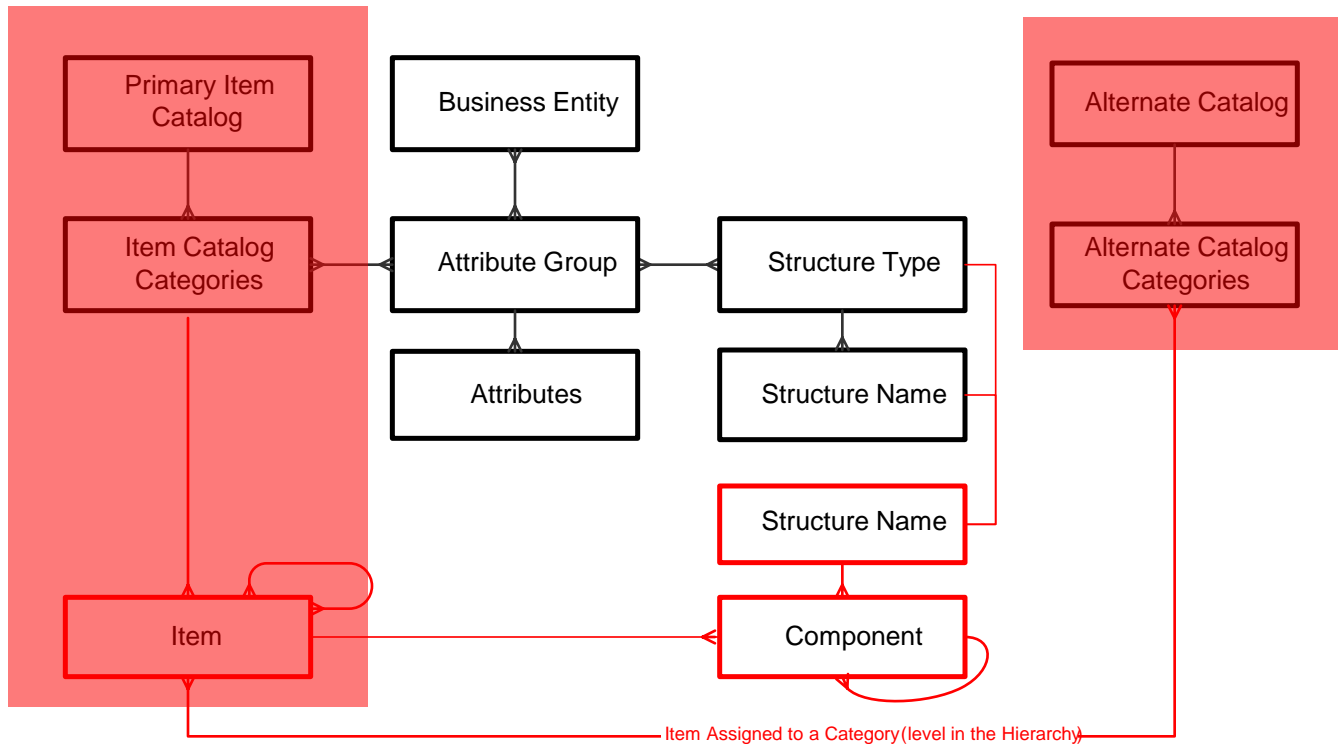 Primary Item
Catalog
Business Entity
Alternate Catalog
Item Catalog
Categories
Attribute Group
Structure Type
Alternate Catalog
Categories
Attributes
Structure Name
Structure Name
Item
Component
Item Assigned to a Category(level in the Hierarchy)